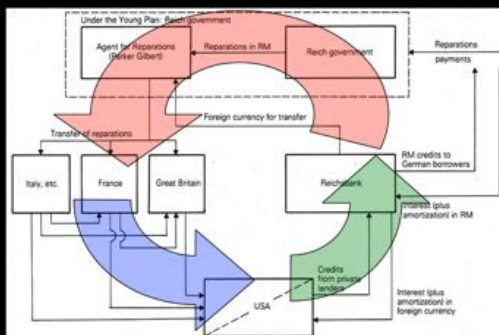 Under the Young Plan: Reich government
Agent for Reparations
(Parker Gilbert)
Reparations in RM
Reich government
Reparations
payments
Foreign currency for transfer
Transfer of reparations
Italy, etc.
France
Great Britain
Reichsbank
RM credits to
German borrowers
Interest (plus
amortization) in RM
Credits
from private
lenders
USA
Interest (plus
amortization) in
foreign currency